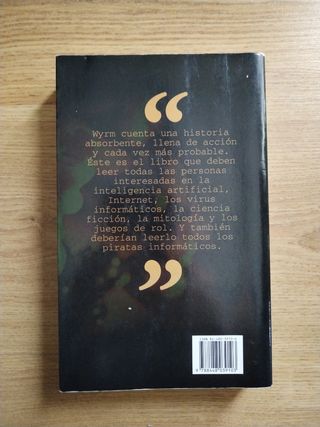 “
Wyrm cuenta una historia
absorbente, llena de acción
y cada vez más probable.
Éste es el libro que deben
leer todas las personas
interesadas en la
inteligencia artificial,
Internet, los virus
informáticos, la ciencia
ficción, la mitología y los
juegos de rol. Y también
deberían leerlo todos los
piratas informáticos.
”